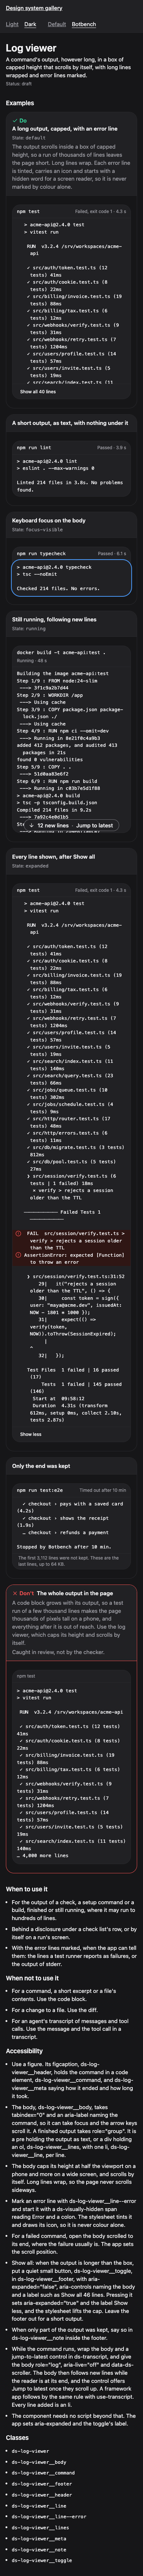 Design system gallery
Light Dark Default Botbench
Log viewer
A command's output, however long, in a box of
capped height that scrolls by itself, with long lines
wrapped and error lines marked.
Status: draft
Examples
Do
A long output, capped, with an error line
State: default
The output scrolls inside a box of capped
height, so a run of thousands of lines leaves
the page short. Long lines wrap. Each error line
is tinted, carries an icon and starts with a
hidden word for a screen reader, so it is never
marked by colour alone.
npm test Failed, exit code 1 · 4.3 s
> acme-api@2.4.0 test
> vitest run
RUN v3.2.4 /srv/workspaces/acme-
api
✓ src/auth/token.test.ts (12
tests) 41ms
✓ src/auth/cookie.test.ts (8
tests) 22ms
✓ src/billing/invoice.test.ts (19
tests) 88ms
✓ src/billing/tax.test.ts (6
tests) 12ms
✓ src/webhooks/verify.test.ts (9
tests) 31ms
✓ src/webhooks/retry.test.ts (7
tests) 1204ms
✓ src/users/profile.test.ts (14
tests) 57ms
✓ src/users/invite.test.ts (5
tests) 19ms
✓ src/search/index.test.ts (11
Show all 40 lines
A short output, as text, with nothing under it
npm run lint Passed · 3.8 s
> acme-api@2.4.0 lint
> eslint . --max-warnings 0
Linted 214 files in 3.8s. No problems
found.
Keyboard focus on the body
State: focus-visible
npm run typecheck Passed · 6.1 s
> acme-api@2.4.0 typecheck
> tsc --noEmit
Checked 214 files. No errors.
Still running, following new lines
State: running
docker build -t acme-api:test .
Running · 48 s
Building the image acme-api:test
Step 1/9 : FROM node:24-slim
---> 3f1c9a2b7d44
Step 2/9 : WORKDIR /app
---> Using cache
Step 3/9 : COPY package.json package-
lock.json ./
---> Using cache
Step 4/9 : RUN npm ci --omit=dev
---> Running in 8e21f0c4a9b3
added 412 packages, and audited 413
packages in 21s
found 0 vulnerabilities
Step 5/9 : COPY . .
---> 51d0aa83e6f2
Step 6/9 : RUN npm run build
---> Running in c03b7e5d1f88
> acme-api@2.4.0 build
> tsc -p tsconfig.build.json
Compiled 214 files in 9.2s
---> 7a92c4e0d1b5
↓ 12 new lines · Jump to latest
Every line shown, after Show all
State: expanded
npm test Failed, exit code 1 · 4.3 s
> acme-api@2.4.0 test
> vitest run
RUN v3.2.4 /srv/workspaces/acme-
api
✓ src/auth/token.test.ts (12
tests) 41ms
✓ src/auth/cookie.test.ts (8
tests) 22ms
✓ src/billing/invoice.test.ts (19
tests) 88ms
✓ src/billing/tax.test.ts (6
tests) 12ms
✓ src/webhooks/verify.test.ts (9
tests) 31ms
✓ src/webhooks/retry.test.ts (7
tests) 1204ms
✓ src/users/profile.test.ts (14
tests) 57ms
✓ src/users/invite.test.ts (5
tests) 19ms
✓ src/search/index.test.ts (11
tests) 140ms
✓ src/search/query.test.ts (23
tests) 66ms
✓ src/jobs/queue.test.ts (10
tests) 302ms
✓ src/jobs/schedule.test.ts (4
tests) 9ms
✓ src/http/router.test.ts (17
tests) 48ms
✓ src/http/errors.test.ts (6
tests) 11ms
✓ src/db/migrate.test.ts (3 tests)
812ms
✓ src/db/pool.test.ts (5 tests)
27ms
❯ src/session/verify.test.ts (6
tests | 1 failed) 18ms
× verify > rejects a session
older than the TTL
Failed Tests 1
FAIL src/session/verify.test.ts >
verify > rejects a session older
than the TTL
AssertionError: expected [Function]
to throw an error
❯ src/session/verify.test.ts:31:52
29| it("rejects a session
older than the TTL", () => {
30| const token = sign({
user: "maya@acme.dev", issuedAt:
NOW - 1801 * 1000 });
31| expect(() =>
verify(token,
NOW)).toThrow(SessionExpired);
|
^
32| });
Test Files 1 failed | 16 passed
(17)
Tests 1 failed | 145 passed
(146)
Start at 09:58:12
Duration 4.31s (transform
612ms, setup 0ms, collect 2.10s,
tests 2.87s)
Show less
Only the end was kept
npm run test:e2e Timed out after 10 min
✓ checkout › pays with a saved card
(4.2s)
✓ checkout › shows the receipt
(1.9s)
… checkout › refunds a payment
Stopped by Botbench after 10 min.
The first 3,112 lines were not kept. These are the
last lines, up to 64 KB.
Don't The whole output in the page
A code block grows with its output, so a test
run of a few thousand lines makes the page
thousands of pixels tall on a phone, and
everything after it is out of reach. Use the log
viewer, which caps its height and scrolls by
itself.
Caught in review, not by the checker.
npm test
> acme-api@2.4.0 test
> vitest run
RUN v3.2.4 /srv/workspaces/acme-api
✓ src/auth/token.test.ts (12 tests)
41ms
✓ src/auth/cookie.test.ts (8 tests)
22ms
✓ src/billing/invoice.test.ts (19
tests) 88ms
✓ src/billing/tax.test.ts (6 tests)
12ms
✓ src/webhooks/verify.test.ts (9
tests) 31ms
✓ src/webhooks/retry.test.ts (7
tests) 1204ms
✓ src/users/profile.test.ts (14
tests) 57ms
✓ src/users/invite.test.ts (5 tests)
19ms
✓ src/search/index.test.ts (11 tests)
140ms
… 4,000 more lines
When to use it
For the output of a check, a setup command or a
build, finished or still running, where it may run to
hundreds of lines.
Behind a disclosure under a check list's row, or by
itself on a run's screen.
With the error lines marked, when the app can tell
them: the lines a test runner reports as failures, or
the output of stderr.
When not to use it
For a command, a short excerpt or a file's
contents. Use the code block.
For a change to a file. Use the diff.
For an agent's transcript of messages and tool
calls. Use the message and the tool call in a
transcript.
Accessibility
Use a figure. Its figcaption, ds-log-
viewer__header, holds the command in a code
element, ds-log-viewer__command, and ds-log-
viewer__meta saying how it ended and how long
it took.
The body, ds-log-viewer__body, takes
tabindex="0" and an aria-label naming the
command, so it can take focus and the arrow keys
scroll it. A finished output takes role="group". It is
a pre holding the output as text, or a div holding
an ol, ds-log-viewer__lines, with one li, ds-log-
viewer__line, per line.
The body caps its height at half the viewport on a
phone and more on a wide screen, and scrolls by
itself. Long lines wrap, so the page never scrolls
sideways.
Mark an error line with ds-log-viewer__line--error
and start it with a ds-visually-hidden span
reading Error and a colon. The stylesheet tints it
and draws its icon, so it is never colour alone.
For a failed command, open the body scrolled to
its end, where the failure usually is. The app sets
the scroll position.
Show all: when the output is longer than the box,
put a quiet small button, ds-log-viewer__toggle,
in ds-log-viewer__footer, with aria-
expanded="false", aria-controls naming the body
and a label such as Show all 40 lines. Pressing it
sets aria-expanded="true" and the label Show
less, and the stylesheet lifts the cap. Leave the
footer out for a short output.
When only part of the output was kept, say so in
ds-log-viewer__note inside the footer.
While the command runs, wrap the body and a
jump-to-latest control in ds-transcript, and give
the body role="log", aria-live="off" and data-ds-
scroller. The body then follows new lines while
the reader is at its end, and the control offers
Jump to latest once they scroll up. A framework
app follows by the same rule with use-transcript.
Every line added is an li.
The component needs no script beyond that. The
app sets aria-expanded and the toggle's label.
Classes
ds-log-viewer
ds-log-viewer__body
ds-log-viewer__command
ds-log-viewer__footer
ds-log-viewer__header
ds-log-viewer__line
ds-log-viewer__line--error
ds-log-viewer__lines
ds-log-viewer__meta
ds-log-viewer__note
ds-log-viewer__toggle